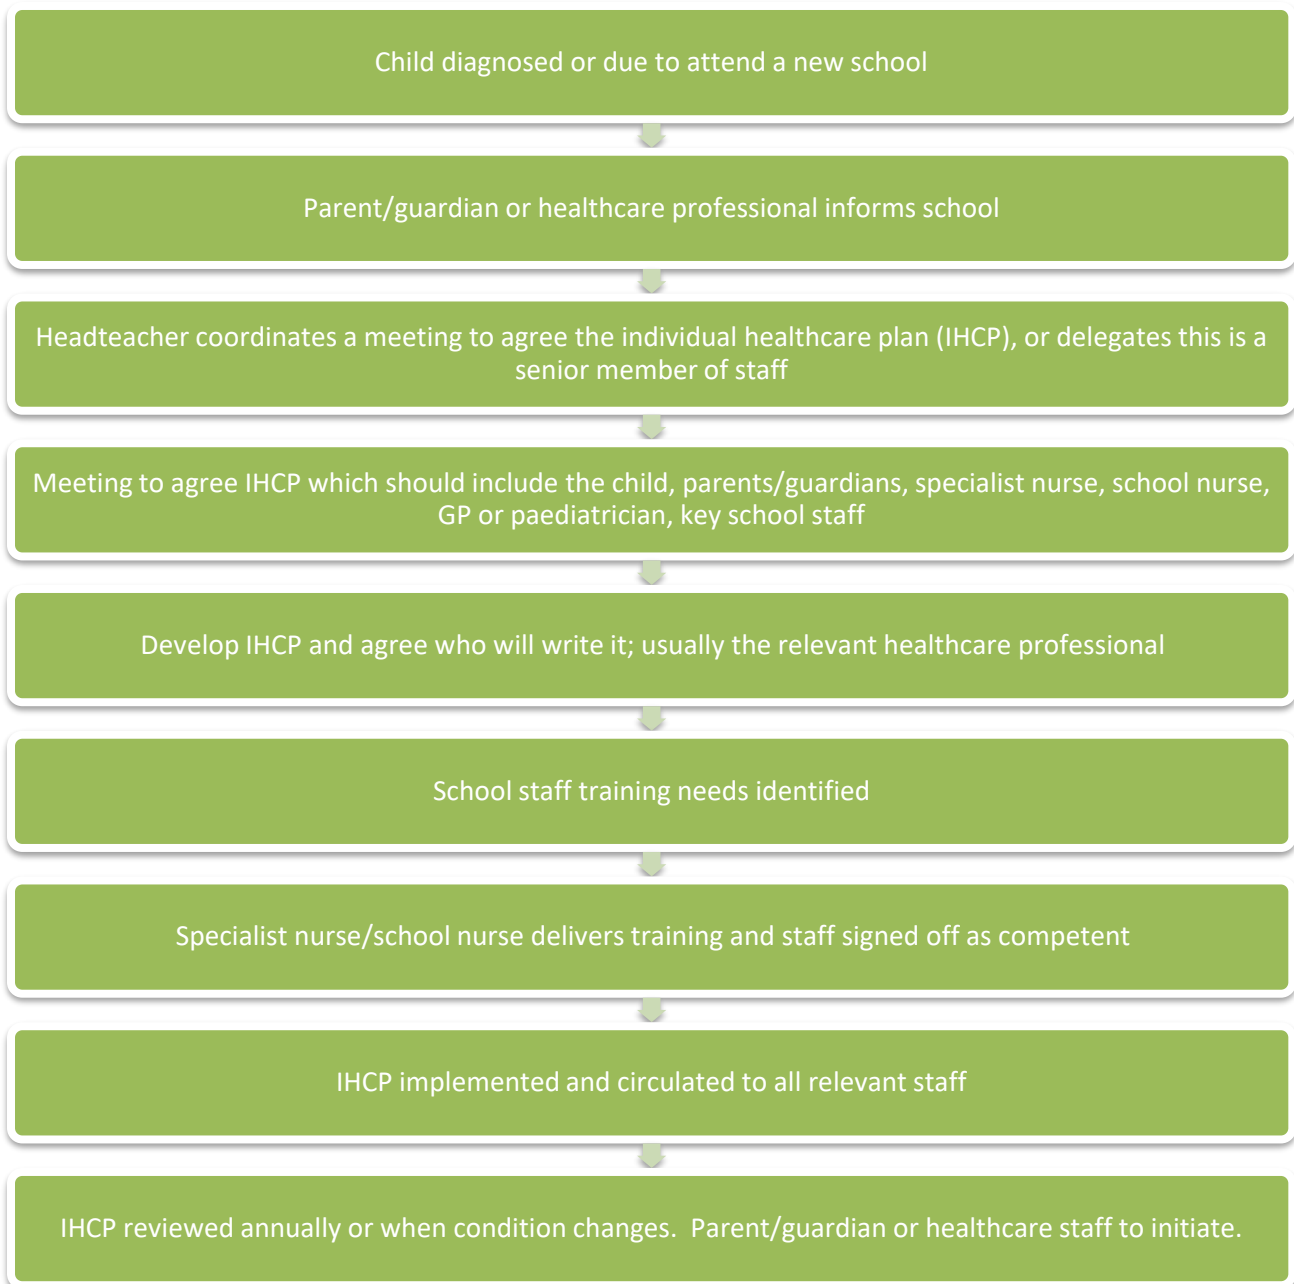 Child diagnosed or due to attend a new school
Parent/guardian or healthcare professional informs school
Headteacher coordinates a meeting to agree the individual healthcare plan (IHCP), or delegates this is a
senior member of staff
Meeting to agree IHCP which should include the child, parents/guardians, specialist nurse, school nurse,
GP or paediatrician, key school staff
Develop IHCP and agree who will write it; usually the relevant healthcare professional
School staff training needs identified
Specialist nurse/school nurse delivers training and staff signed off as competent
IHCP implemented and circulated to all relevant staff
IHCP reviewed annually or when condition changes.  Parent/guardian or healthcare staff to initiate.